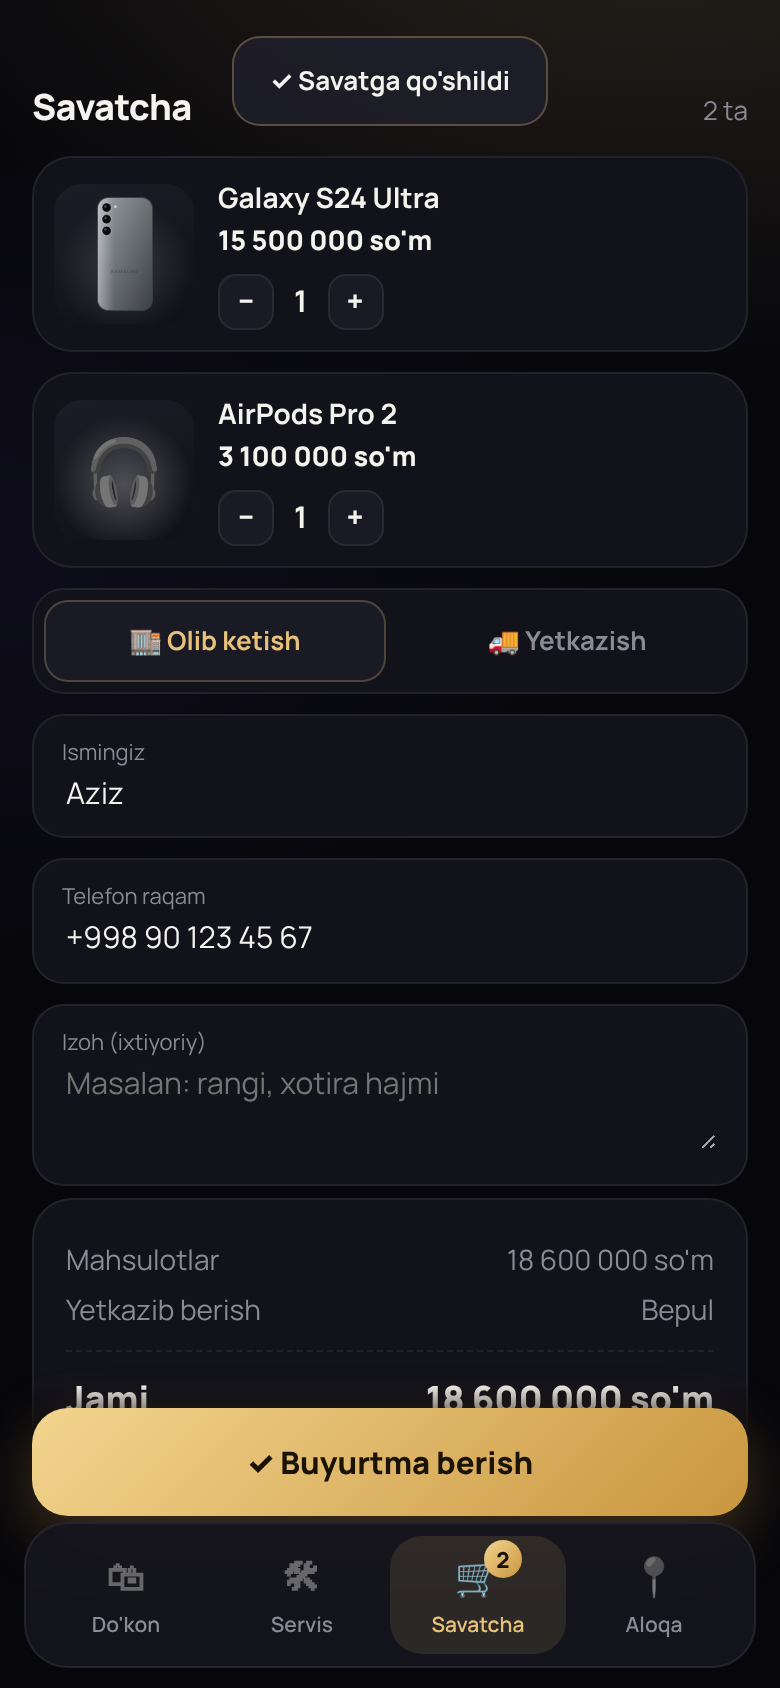 ✓ Savatga qo'shildi
Savatcha
2 ta
Galaxy S24 Ultra
15 500 000 so'm
− 1 +
AirPods Pro 2
3 100 000 so'm
− 1 +
Olib ketish
Yetkazish
Ismingiz
Aziz
Telefon raqam
+998 90 123 45 67
Izoh (ixtiyoriy)
Masalan: rangi, xotira hajmi
Mahsulotlar 18 600 000 so'm
Yetkazib berish Bepul
Jami 18 600 000 so'm
✓ Buyurtma berish
2
Do'kon Servis Savatcha Aloqa